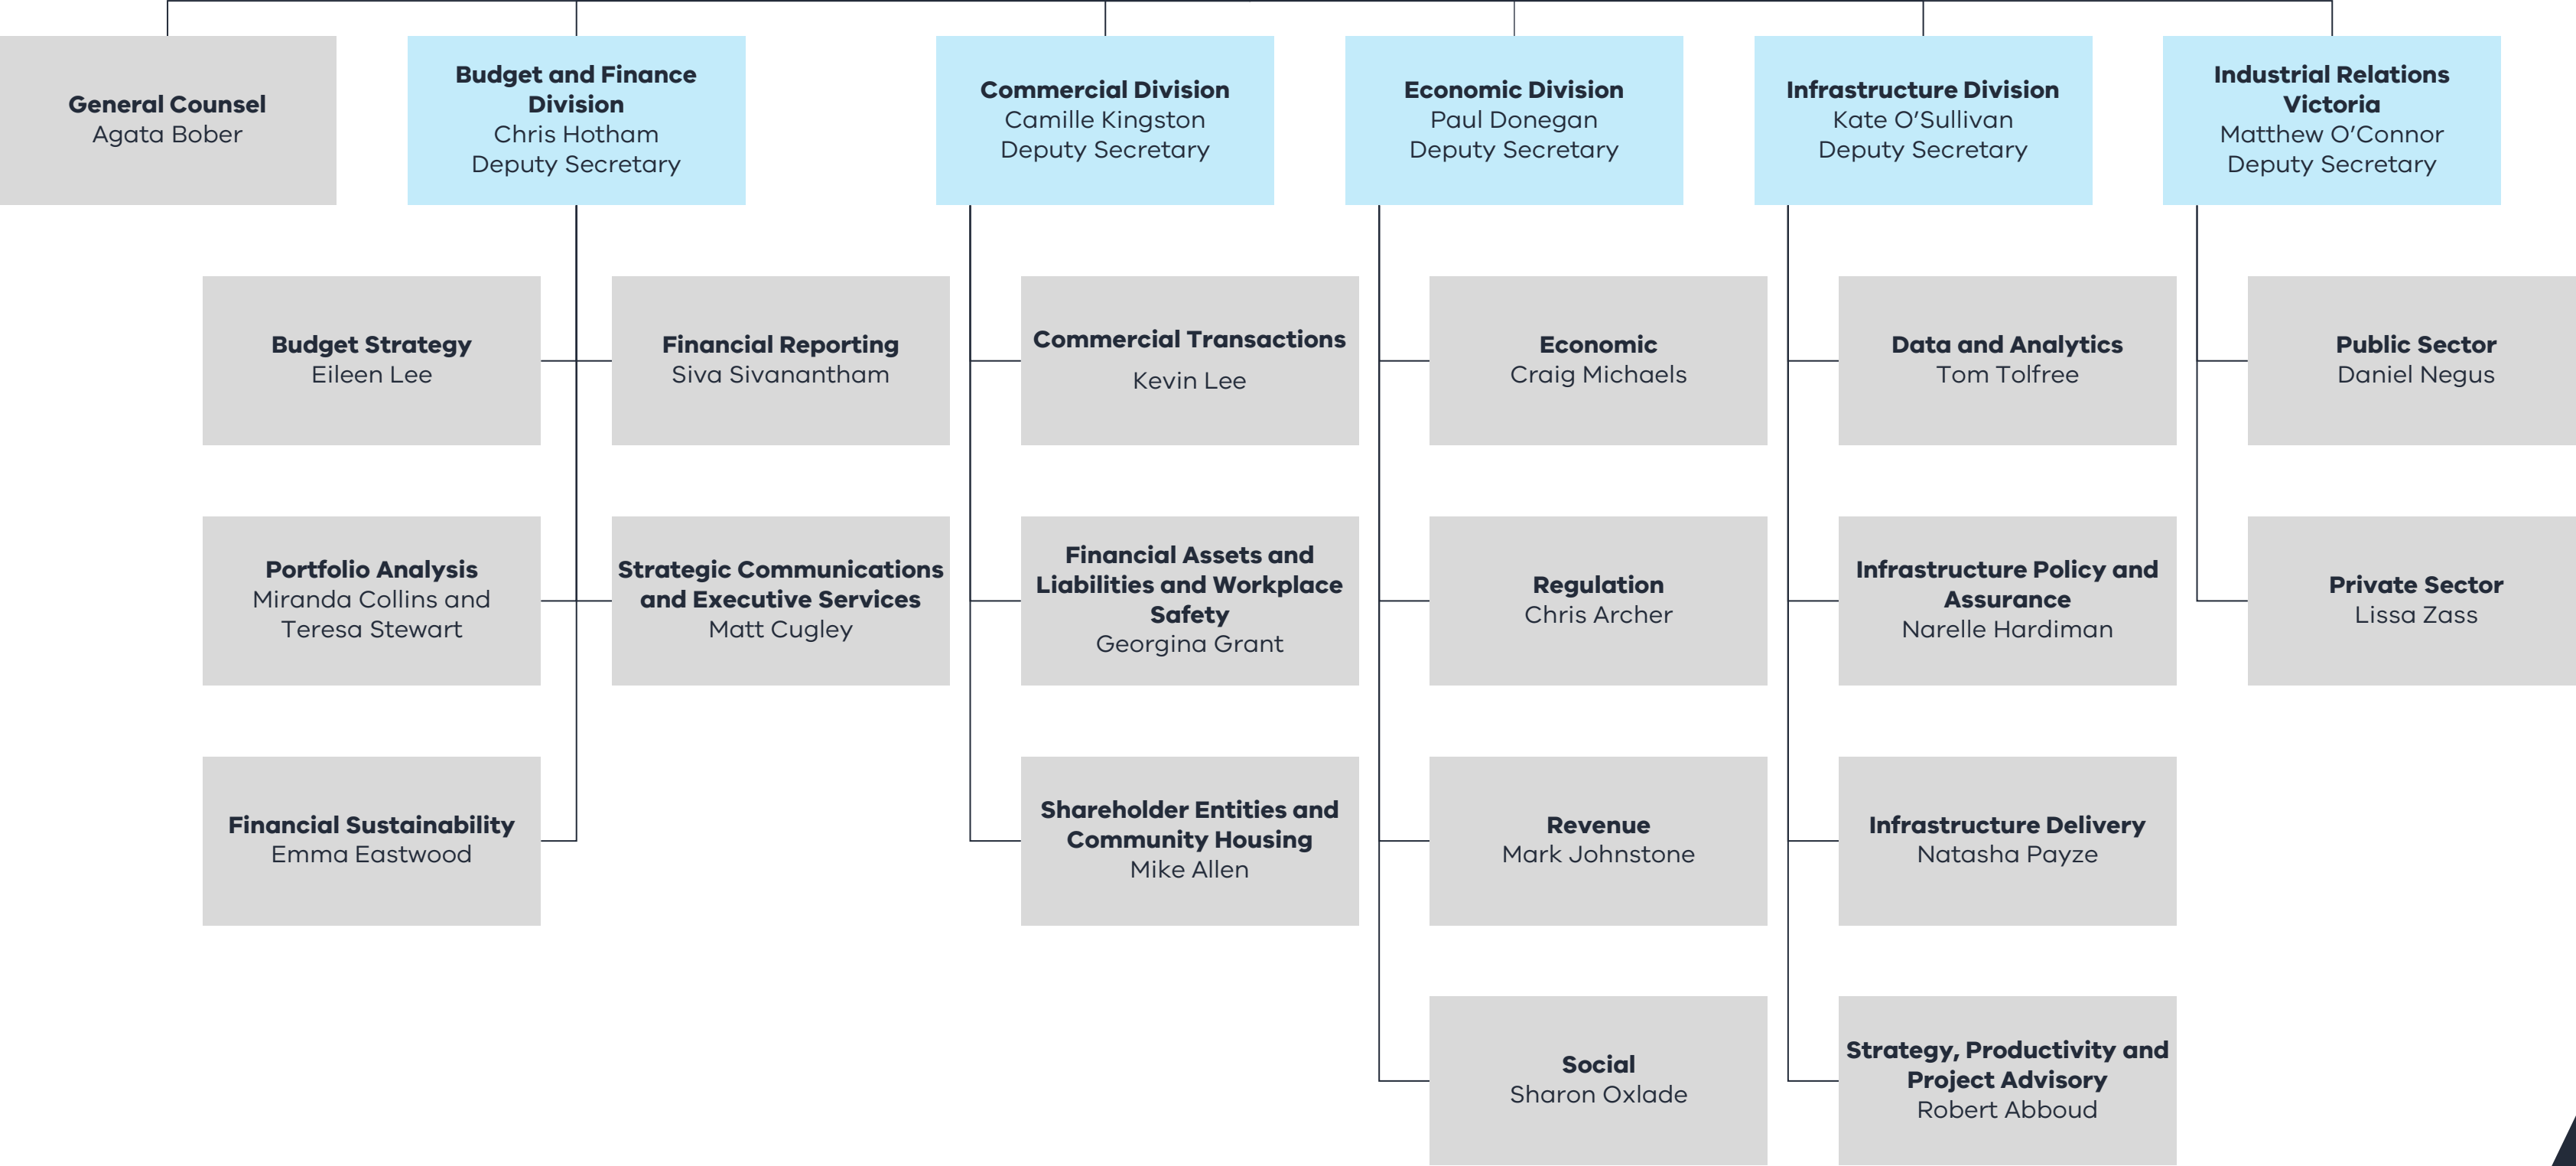 General Counsel
Agata Bober
Budget and Finance
Division
Chris Hotham
Deputy Secretary
Commercial Division
Camille Kingston
Deputy Secretary
Economic Division
Paul Donegan
Deputy Secretary
Infrastructure Division
Kate O’Sullivan
Deputy Secretary
Industrial Relations
Victoria
Matthew O’Connor
Deputy Secretary
Budget Strategy
Eileen Lee
Financial Reporting
Siva Sivanantham
Commercial Transactions
Kevin Lee
Economic
Craig Michaels
Data and Analytics
Tom Tolfree
Public Sector
Daniel Negus
Portfolio Analysis
Miranda Collins and
Teresa Stewart
Strategic Communications
and Executive Services
Matt Cugley
Financial Assets and
Liabilities and Workplace
Safety
Georgina Grant
Regulation
Chris Archer
Infrastructure Policy and
Assurance
Narelle Hardiman
Private Sector
Lissa Zass
Financial Sustainability
Emma Eastwood
Shareholder Entities and
Community Housing
Mike Allen
Revenue
Mark Johnstone
Infrastructure Delivery
Natasha Payze
Social
Sharon Oxlade
Strategy, Productivity and
Project Advisory
Robert Abboud